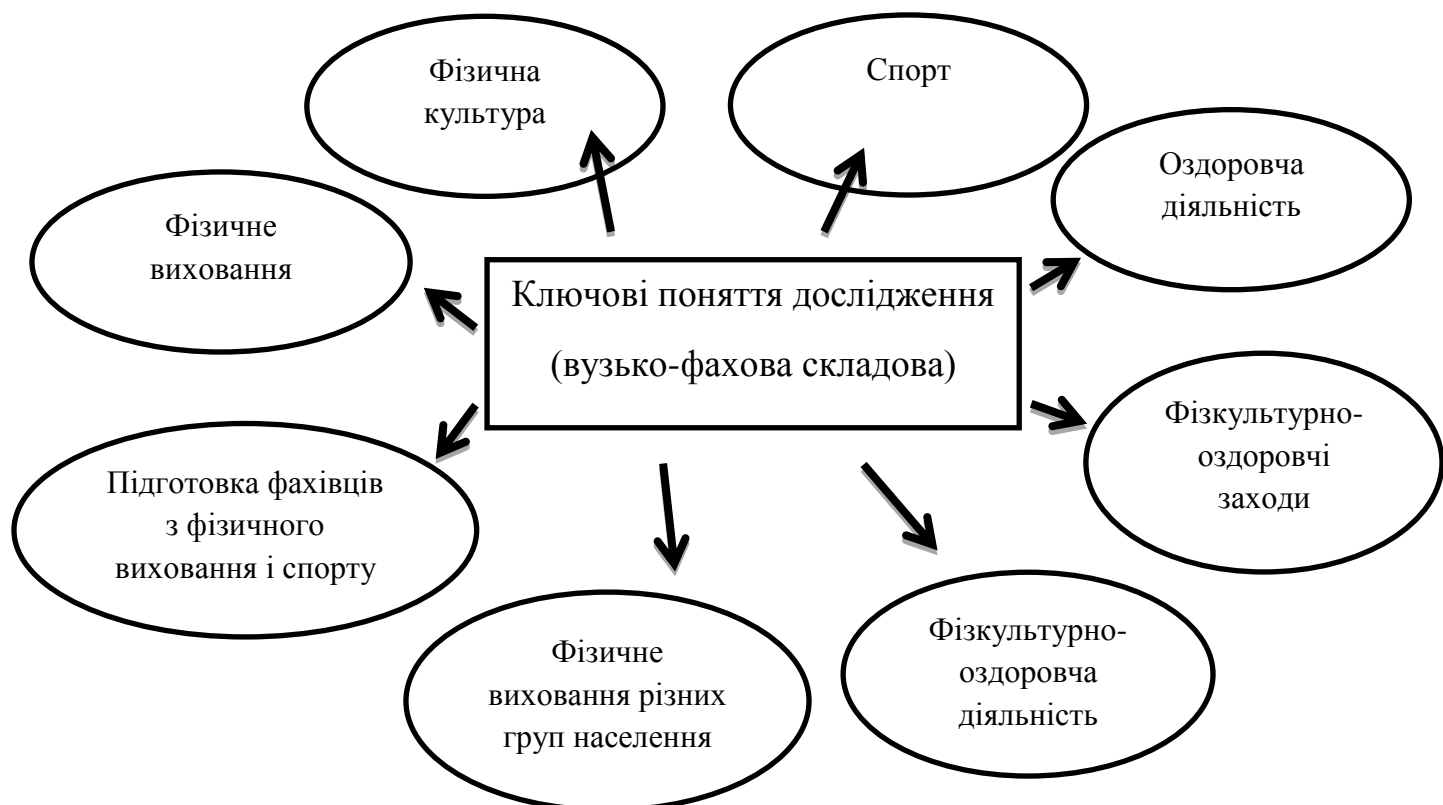 Фізична
культура
Спорт
Оздоровча
діяльність
Фізичне
виховання
Ключові поняття дослідження
(вузько-фахова складова)
Фізкультурно-
оздоровчі
заходи
Підготовка фахівців
з фізичного
виховання і спорту
Фізичне
виховання різних
груп населення
Фізкультурно-
оздоровча
діяльність